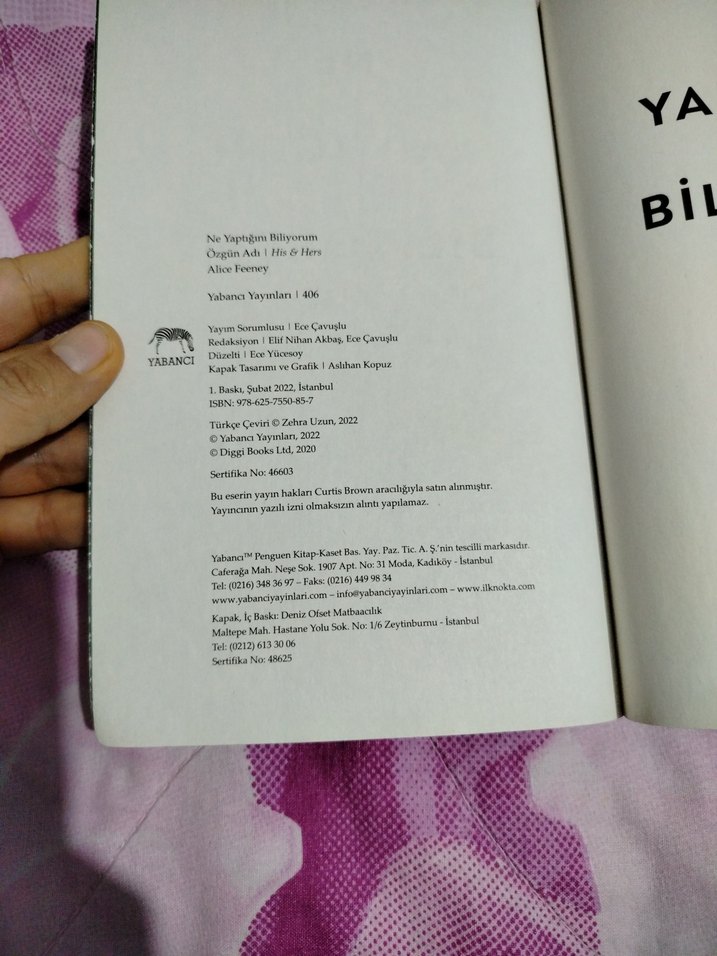 Ne Yaptığını Biliyorum
Özgün Adı | His & Hers
Alice Feeney
Yabancı Yayınları | 406
YABANCI
Yayım Sorumlusu | Ece Çavuşlu
Redaksiyon | Elif Nihan Akbaş, Ece Çavuşlu
Düzelti | Ece Yücesoy
Kapak Tasarımı ve Grafik | Aslıhan Kopuz
1. Baskı, Şubat 2022, İstanbul
ISBN: 978-625-7550-85-7
Türkçe Çeviri © Zehra Uzun, 2022
© Yabancı Yayınları, 2022
© Diggi Books Ltd, 2020
Sertifika No: 46603
Bu eserin yayın hakları Curtis Brown aracılığıyla satın alınmıştır.
Yayıncının yazılı izni olmaksızın alıntı yapılamaz.
Yabancı™ Penguen Kitap-Kaset Bas. Yay. Paz. Tic. A. Ş.'nin tescilli markasıdır.
Caferağa Mah. Neşe Sok. 1907 Apt. No: 31 Moda, Kadıköy - İstanbul
Tel: (0216) 348 36 97 – Faks: (0216) 449 98 34
www.yabanciyayinlari.com – info@yabanciyayinlari.com – www.ilknokta.com
Kapak, İç Baskı: Deniz Ofset Matbaacılık
Maltepe Mah. Hastane Yolu Sok. No: 1/6 Zeytinburnu - İstanbul
Tel: (0212) 613 30 06
Sertifika No: 48625
YA
BİL